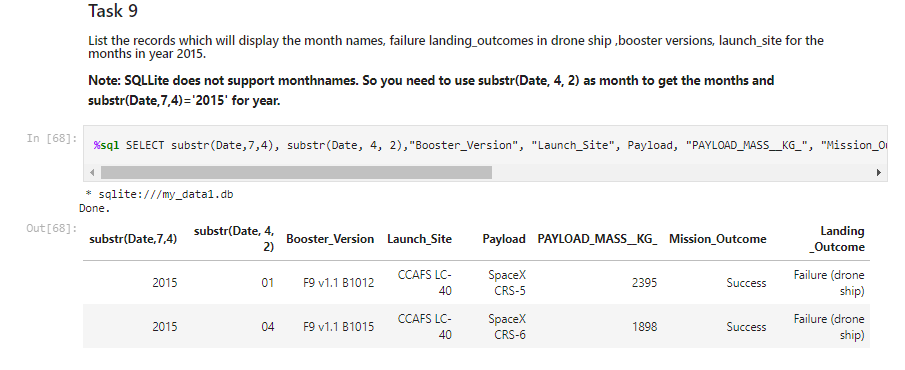 Task 9
List the records which will display the month names, failure landing_outcomes in drone ship ,booster versions, launch_site for the
months in year 2015.
Note: SQLLite does not support monthnames. So you need to use substr(Date, 4, 2) as month to get the months and
substr(Date,7,4)='2015' for year.
In [68]:
%sql SELECT substr(Date,7,4), substr(Date, 4, 2),"Booster_Version", "Launch_Site", Payload, "PAYLOAD_MASS__KG_", "Mission_O
* sqlite:///my_data1.db
Done.
Out[68]:
substr(Date,7,4) substr(Date, 4, 2) Booster_Version Launch_Site Payload PAYLOAD_MASS__KG_ Mission_Outcome Landing _Outcome
2015 01 F9 v1.1 B1012 CCAFS LC-40 SpaceX CRS-5 2395 Success Failure (drone ship)
2015 04 F9 v1.1 B1015 CCAFS LC-40 SpaceX CRS-6 1898 Success Failure (drone ship)